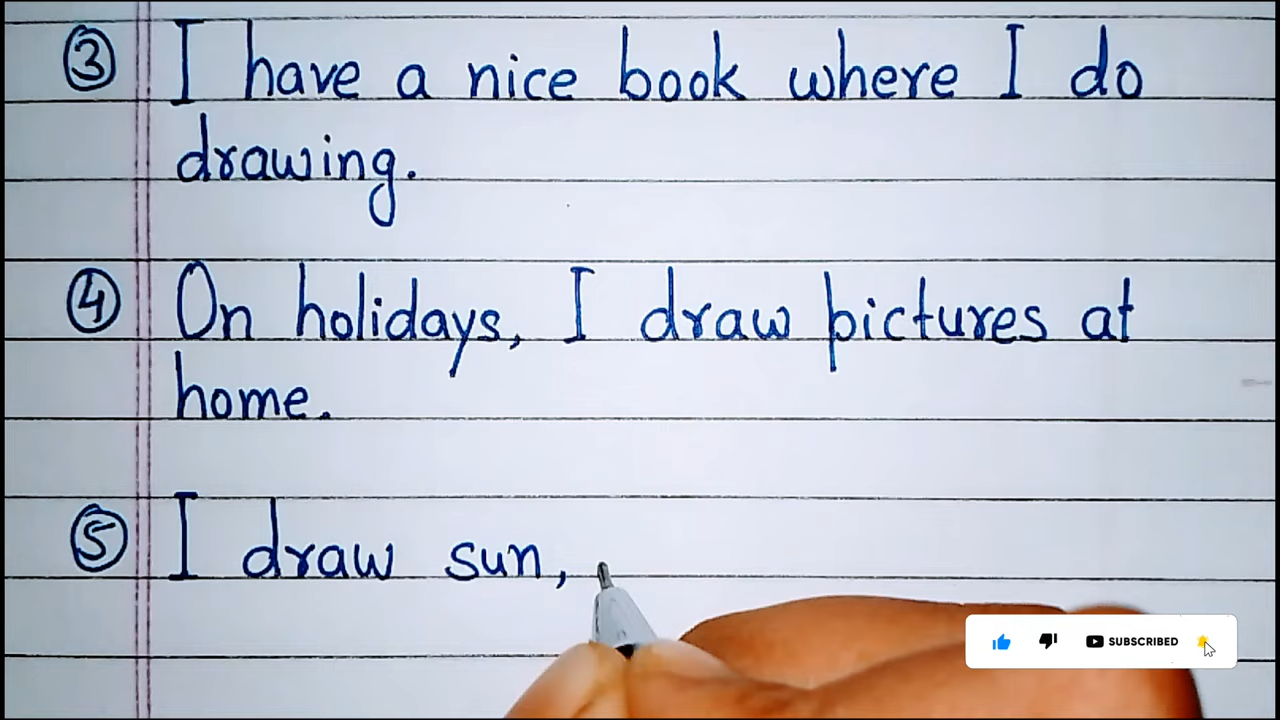 ③ I have a nice book where I do
drawing.
④ On holidays, I draw pictures at
home.
⑤ I draw sun,
SUBSCRIBED